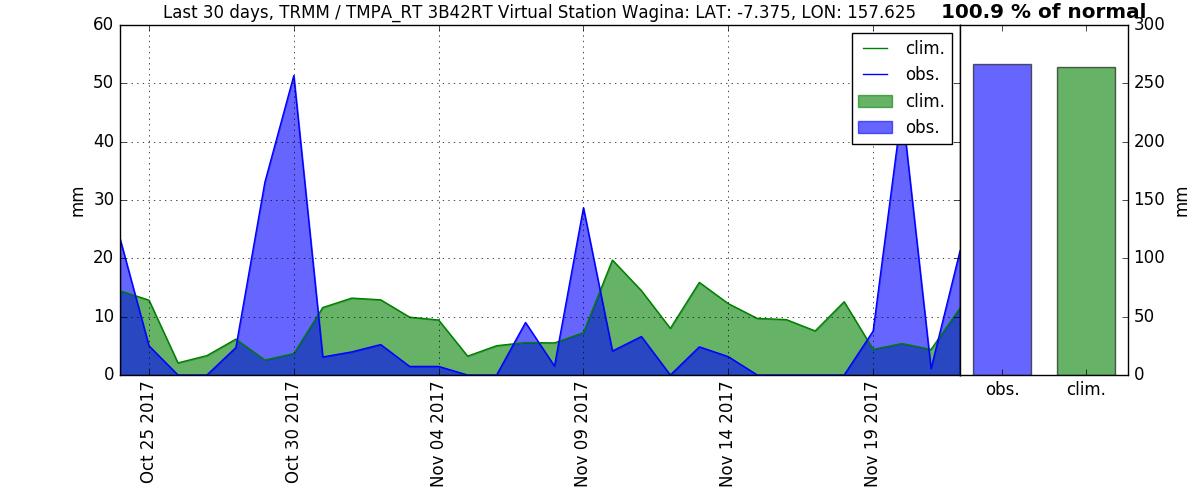 Last 30 days, TRMM / TMPA_RT 3B42RT Virtual Station Wagina: LAT: -7.375, LON: 157.625
100.9 % of normal
60
50
40
30
20
10
0
mm
clim.
obs.
clim.
obs.
300
250
200
150
100
50
0
mm
Oct 25 2017
Oct 30 2017
Nov 04 2017
Nov 09 2017
Nov 14 2017
Nov 19 2017
obs.
clim.